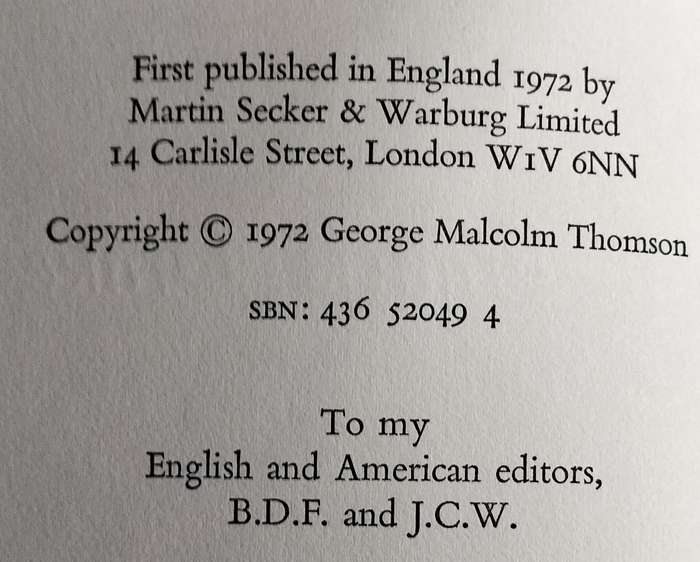 First published in England 1972 by
Martin Secker & Warburg Limited
14 Carlisle Street, London W1V 6NN
Copyright © 1972 George Malcolm Thomson
SBN: 436 52049 4
To my
English and American editors,
B.D.F. and J.C.W.